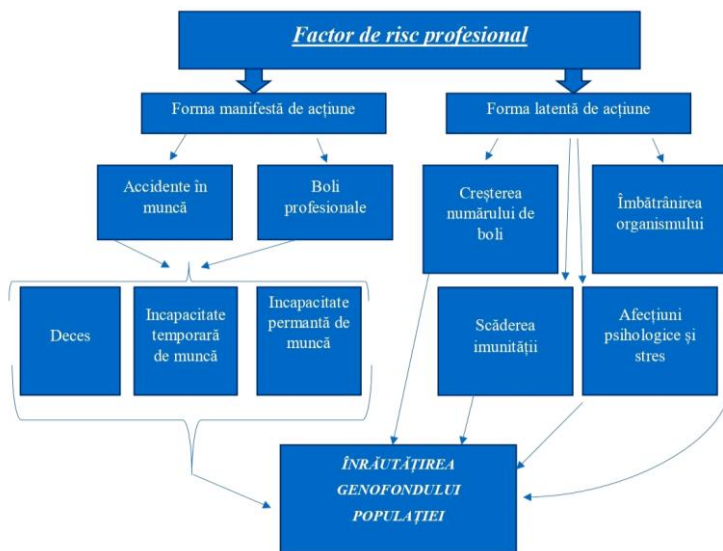 Factor de risc profesional
Forma manifestă de acțiune
Forma latentă de acțiune
Accidente în
muncă
Boli
profesionale
Creșterea
numărului de
boli
Îmbătrânirea
organismului
Deces
Incapacitate
temporară
de muncă
Incapacitate
permantă de
muncă
Scăderea
imunității
Afecțiuni
psihologice și
stres
ÎNRĂUTĂȚIREA
GENOFONDULUI
POPULAȚIEI